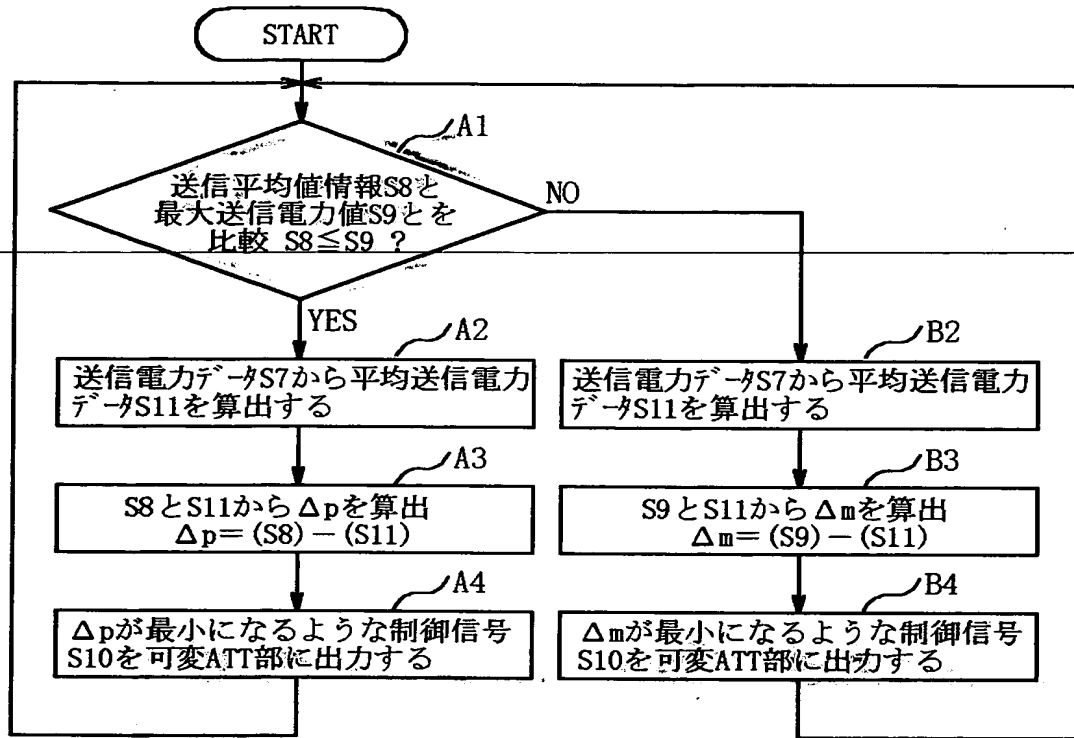 START
A1
送信平均値情報S8と
最大送信電力値S9とを
比較 S8≦S9 ?
NO
YES
A2
送信電力データS7から平均送信電力
データS11を算出する
B2
送信電力データS7から平均送信電力
データS11を算出する
A3
S8とS11からΔpを算出
Δp=(S8)-(S11)
B3
S9とS11からΔmを算出
Δm=(S9)-(S11)
A4
Δpが最小になるような制御信号
S10を可変ATT部に出力する
B4
Δmが最小になるような制御信号
S10を可変ATT部に出力する